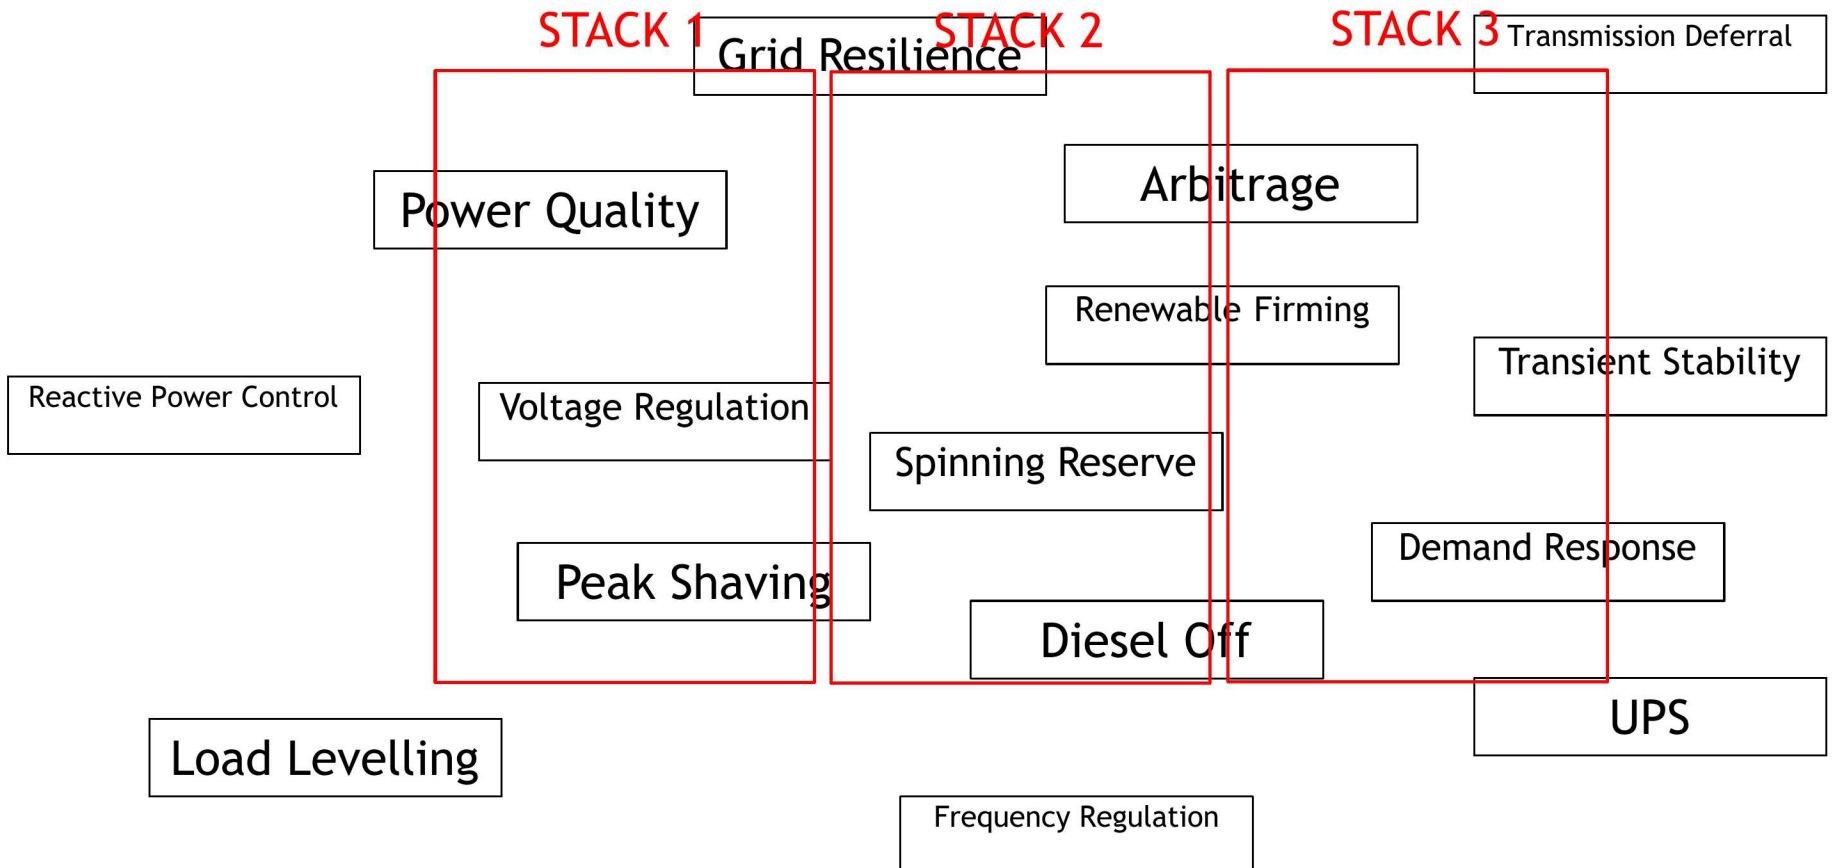 STACK 1
STACK 2
STACK 3
Grid Resilience
Transmission Deferral
Power Quality
Arbitrage
Renewable Firming
Transient Stability
Reactive Power Control
Voltage Regulation
Spinning Reserve
Demand Response
Peak Shaving
Diesel Off
UPS
Load Levelling
Frequency Regulation